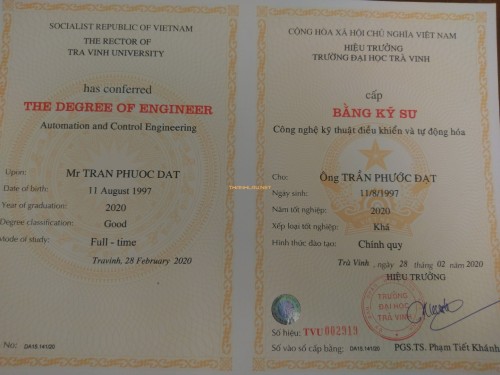 SOCIALIST REPUBLIC OF VIETNAM
THE RECTOR OF
TRA VINH UNIVERSITY
has conferred
THE DEGREE OF ENGINEER
Automation and Control Engineering
Upon:
Mr TRAN PHUOC DAT
Date of birth:
11 August 1997
Year of graduation:
2020
Degree classification:
Good
Mode of study:
Full - time
Travinh, 28 February 2020
No: DA15.141/20
CỘNG HÒA XÃ HỘI CHỦ NGHĨA VIỆT NAM
HIỆU TRƯỞNG
TRƯỜNG ĐẠI HỌC TRÀ VINH
cấp
BẰNG KỸ SƯ
Công nghệ kỹ thuật điều khiển và tự động hóa
Cho:
Ông TRẦN PHƯỚC ĐẠT
Ngày sinh:
11/8/1997
Năm tốt nghiệp:
2020
Xếp loại tốt nghiệp:
Khá
Hình thức đào tạo:
Chính quy
Trà Vinh, ngày 28 tháng 02 năm 2020
HIỆU TRƯỞNG
TRƯỜNG
ĐẠI HỌC
TRÀ VINH
Số hiệu: TVU 002919
Số vào sổ cấp bằng: DA15.141/20
PGS.TS. Phạm Tiết Khánh